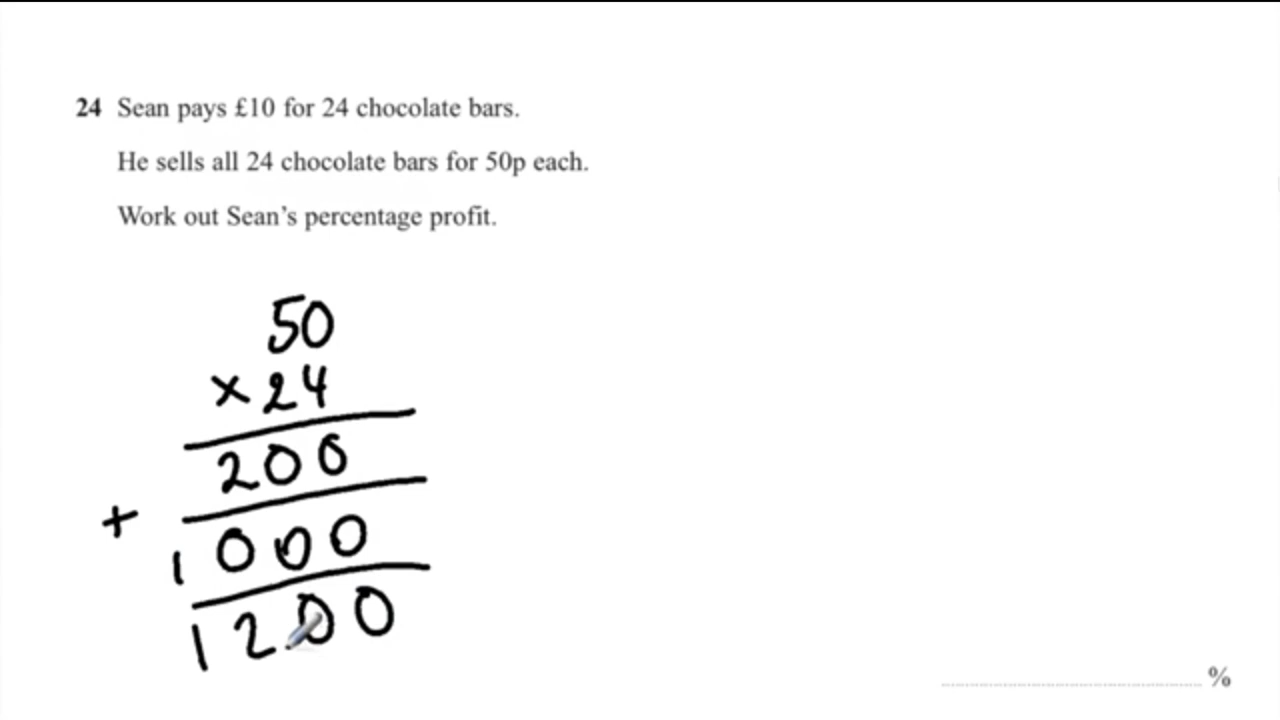 24 Sean pays £10 for 24 chocolate bars.
He sells all 24 chocolate bars for 50p each.
Work out Sean’s percentage profit.
50
× 24
200
+
1000
1200
%